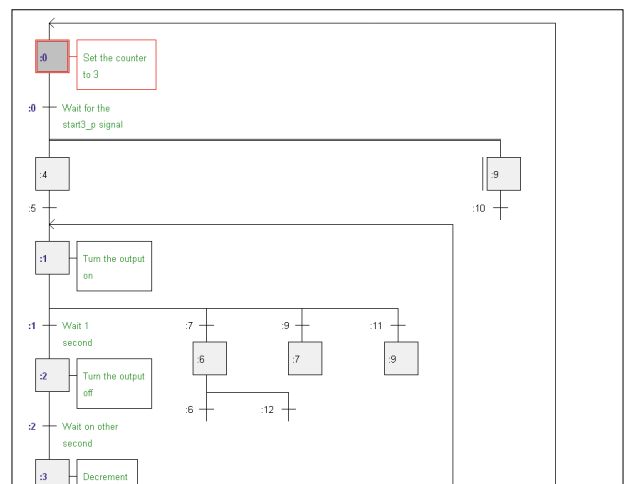 :0
Set the counter
to 3
:0
Wait for the
start3_p signal
:4
:9
:5
:10
:1
Turn the output
on
:1
Wait 1
second
:7
:9
:11
:6
:7
:9
:2
Turn the output
off
:6
:12
:2
Wait on other
second
:3
Decrement